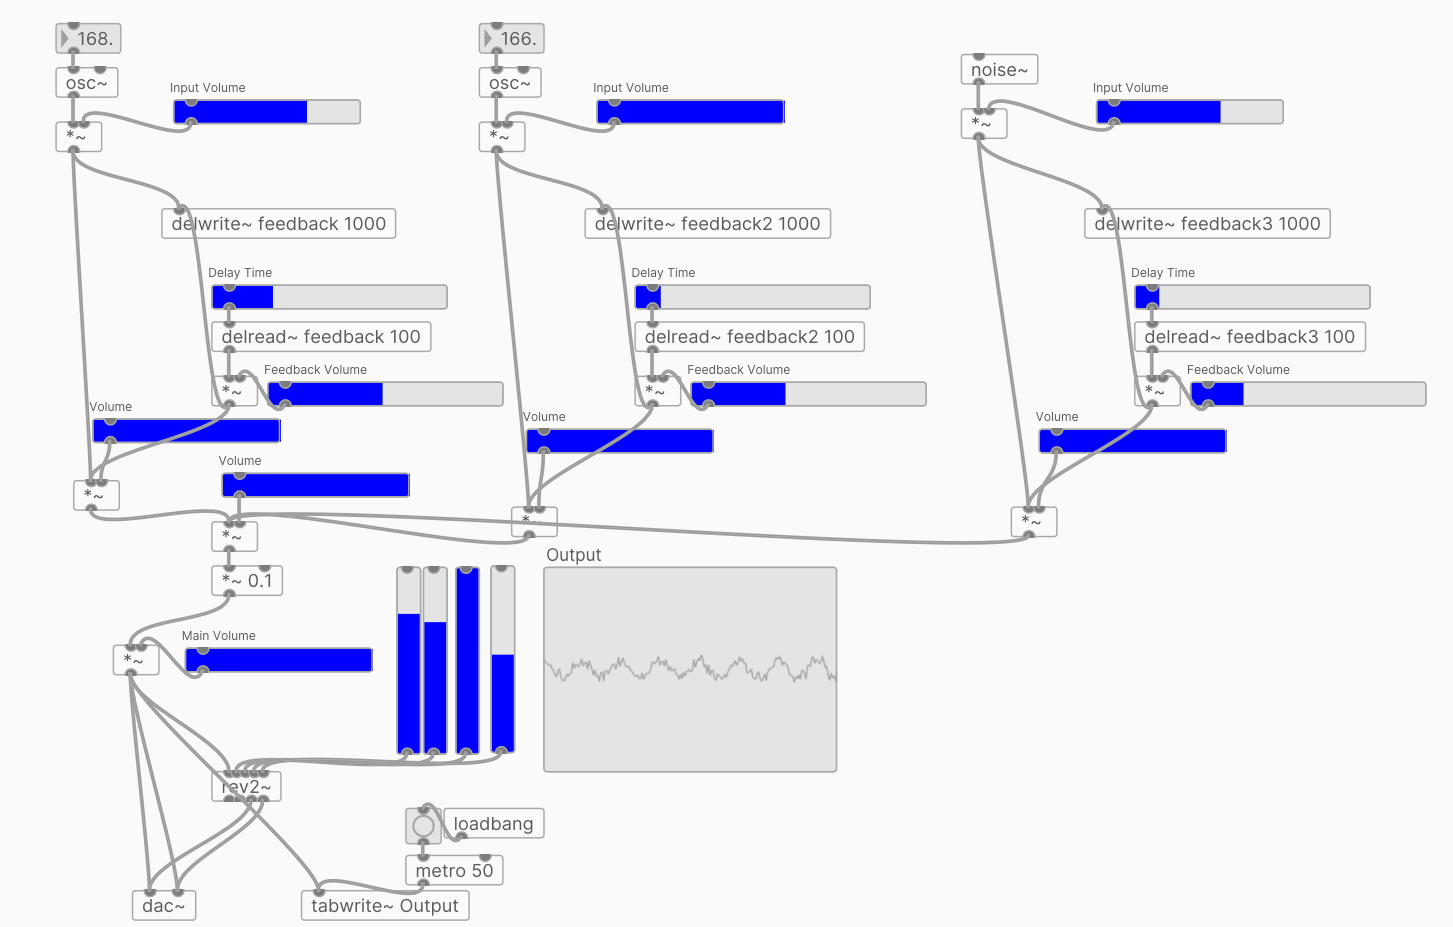 168.
166.
osc~
osc~
noise~
Input Volume
Input Volume
Input Volume
*~
*~
*~
delwrite~ feedback 1000
delwrite~ feedback2 1000
delwrite~ feedback3 1000
Delay Time
Delay Time
Delay Time
delread~ feedback 100
delread~ feedback2 100
delread~ feedback3 100
Feedback Volume
Feedback Volume
Feedback Volume
*~
*~
*~
Volume
Volume
Volume
Volume
*~
*~
*~
*~
Output
*~ 0.1
Main Volume
*~
rev2~
loadbang
metro 50
dac~
tabwrite~ Output